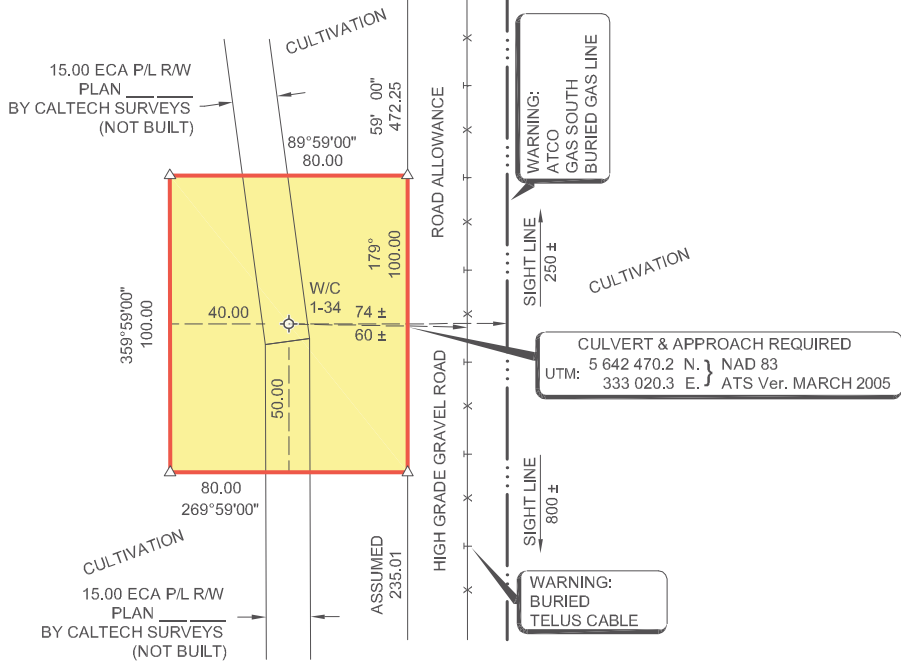 CULTIVATION
15.00 ECA P/L R/W
PLAN ____ ____
BY CALTECH SURVEYS
(NOT BUILT)
59' 00"
472.25
89°59'00"
80.00
ROAD ALLOWANCE
WARNING:
ATCO
GAS SOUTH
BURIED GAS LINE
SIGHT LINE
250 ±
CULTIVATION
179°
100.00
359°59'00"
100.00
W/C
1-34
40.00
74 ±
60 ±
50.00
CULVERT & APPROACH REQUIRED
UTM: 5 642 470.2 N. } NAD 83
333 020.3 E. } ATS Ver. MARCH 2005
80.00
269°59'00"
HIGH GRADE GRAVEL ROAD
SIGHT LINE
800 ±
CULTIVATION
ASSUMED
235.01
15.00 ECA P/L R/W
PLAN ____ ____
BY CALTECH SURVEYS
(NOT BUILT)
WARNING:
BURIED
TELUS CABLE